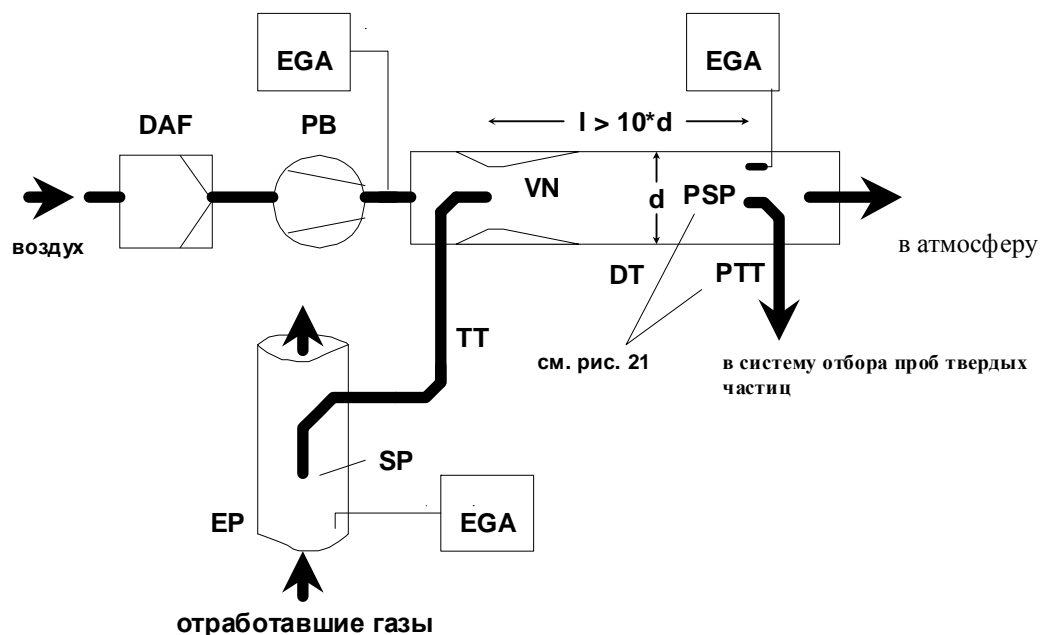 EGA
EGA
DAF
PB
l > 10*d
VN
d
PSP
воздух
в атмосферу
DT
PTT
TT
см. рис. 21
в систему отбора проб твердых
частиц
SP
EP
EGA
отработавшие газы